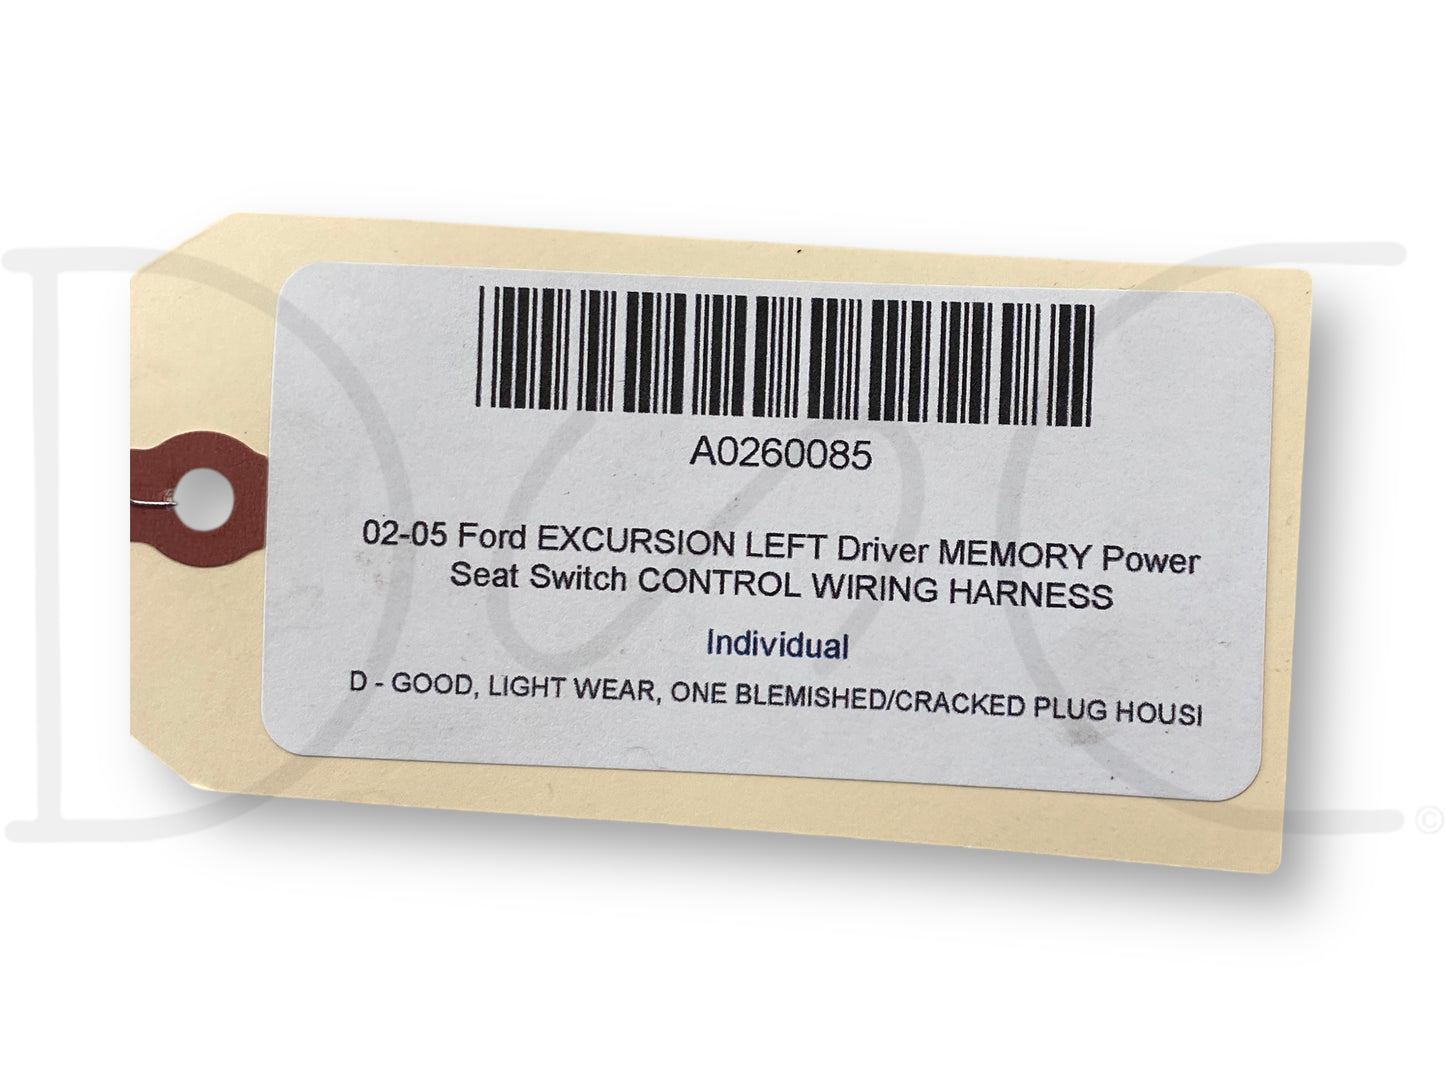 A0260085
02-05 Ford EXCURSION LEFT Driver MEMORY Power
Seat Switch CONTROL WIRING HARNESS
Individual
D - GOOD, LIGHT WEAR, ONE BLEMISHED/CRACKED PLUG HOUSI
D C ©